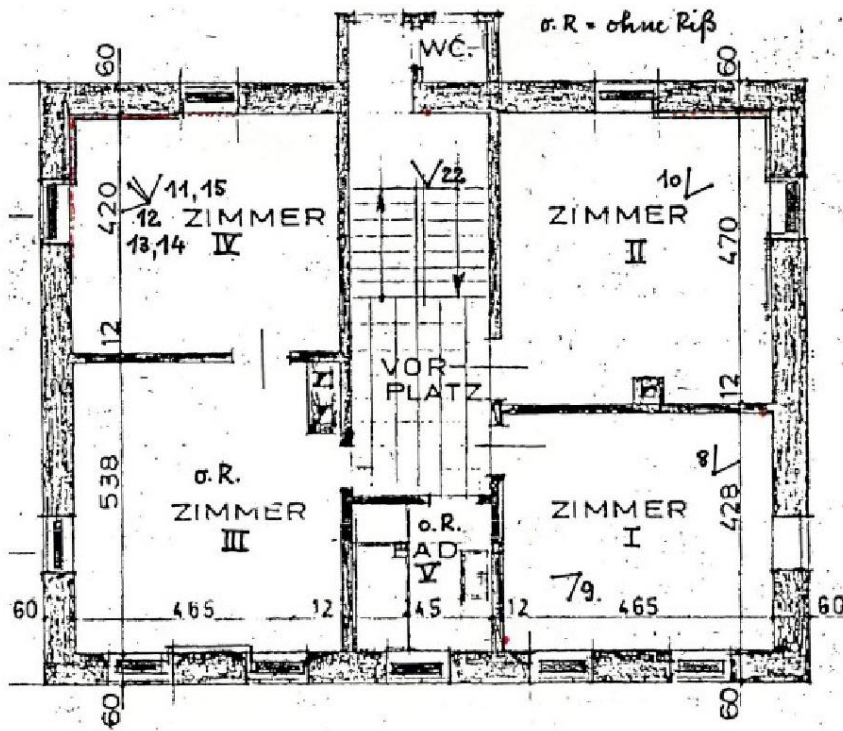 o.R = ohne Riß
WC
60
60
11, 15
12
13, 14
420
ZIMMER
IV
22
10
ZIMMER
II
470
12
12
VOR
PLATZ
538
o.R.
ZIMMER
III
o.R.
BAD
V
8
428
ZIMMER
I
9.
60
465
12
245
12
465
60
60
60